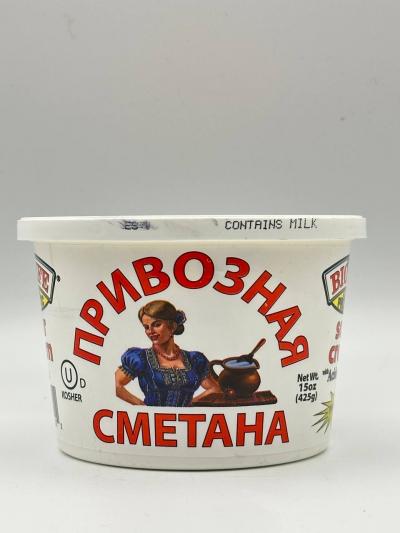 CONTAINS MILK
ПРИВОЗНАЯ
СМЕТАНА
U D
KOSHER
Net Wt.
15oz
(425g)